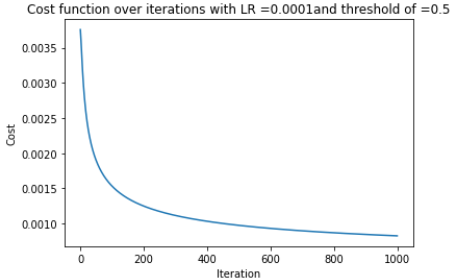 Cost function over iterations with LR =0.0001and threshold of =0.5
0.0035
0.0030
0.0025
0.0020
0.0015
0.0010
Cost
0 200 400 600 800 1000
Iteration